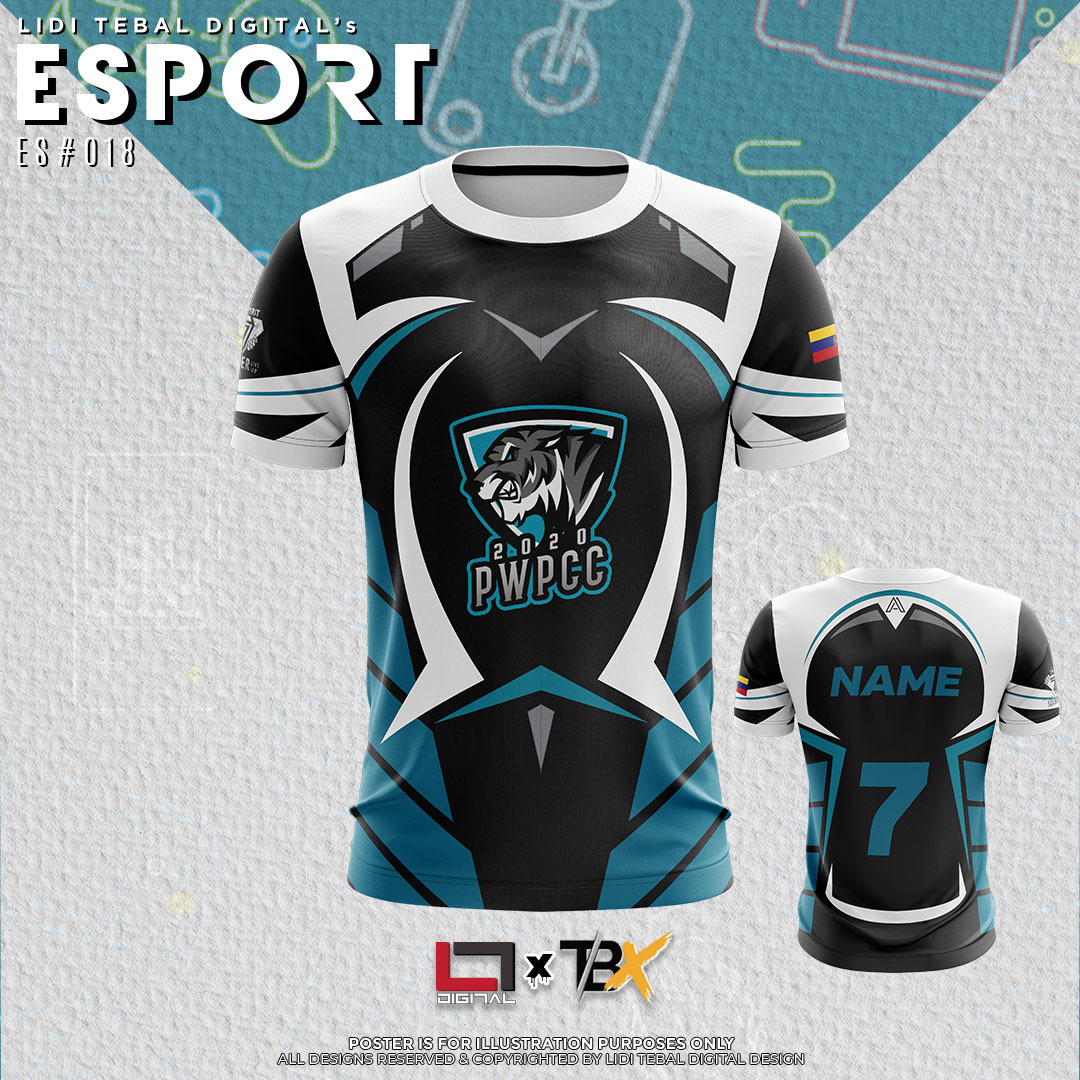 LIDI TEBAL DIGITAL's
ESPORT
ES#018
2020
PWPCC
NAME
7
DIGITAL
X
TBX
POSTER IS FOR ILLUSTRATION PURPOSES ONLY
ALL DESIGNS RESERVED & COPYRIGHTED BY LIDI TEBAL DIGITAL DESIGN